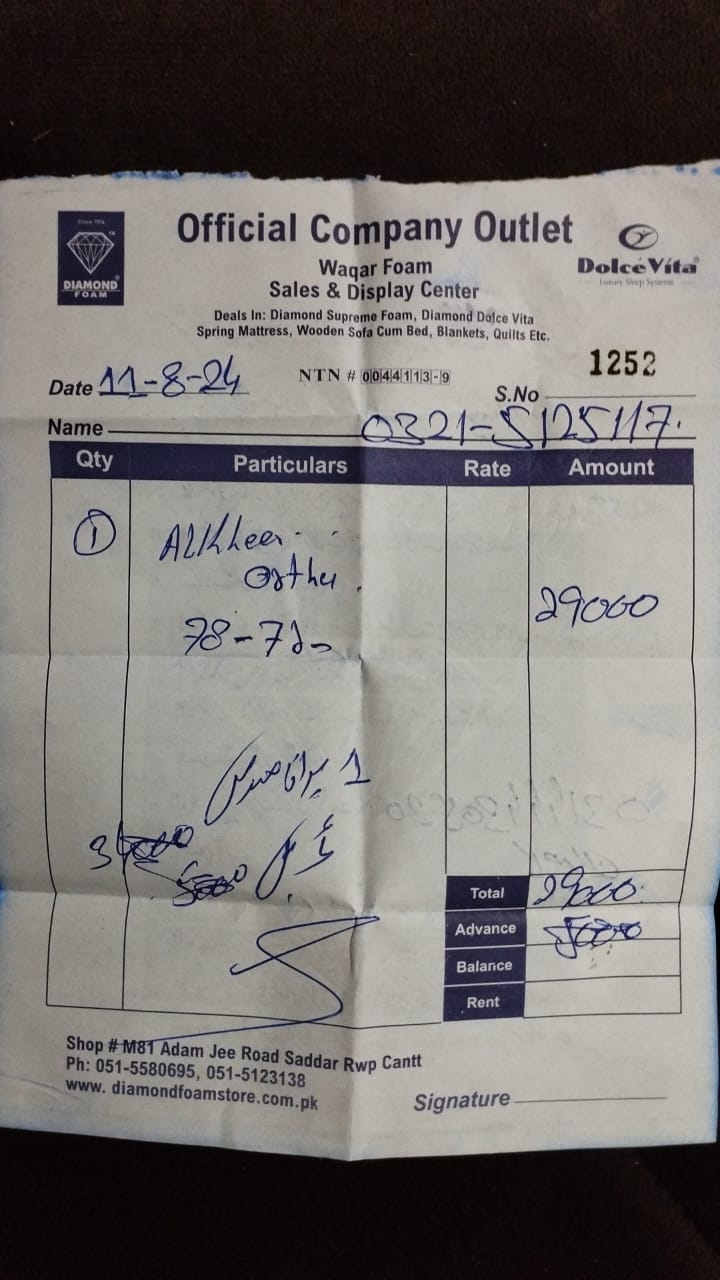 Since 1974
DIAMOND
FOAM
Official Company Outlet
DolceVita
Luxury Sleep Systems
Waqar Foam
Sales & Display Center
Deals In: Diamond Supreme Foam, Diamond Dolce Vita
Spring Mattress, Wooden Sofa Cum Bed, Blankets, Quilts Etc.
Date 11-8-24
NTN # 0044113-9
S.No 1252
Name 0321-5125117.
Qty Particulars Rate Amount
1 AlKheer
Ortho
29000
78-72
1
Total 29000
Advance 5000
Balance
Rent
Shop # M81 Adam Jee Road Saddar Rwp Cantt
Ph: 051-5580695, 051-5123138
www. diamondfoamstore.com.pk
Signature